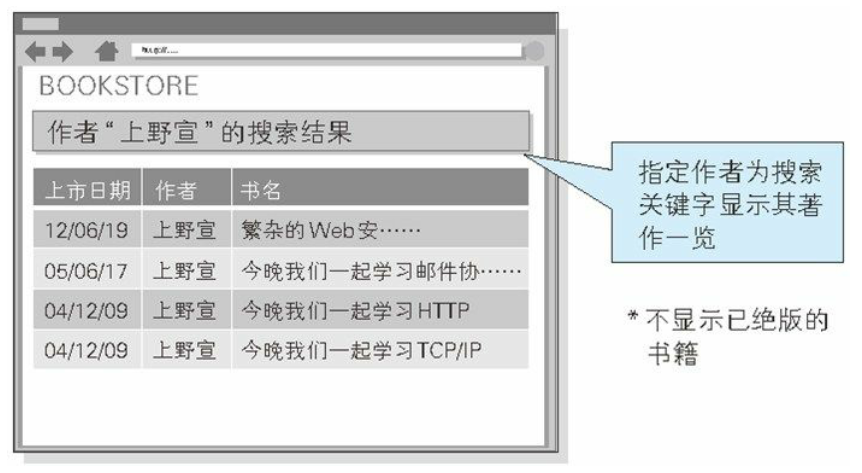 BOOKSTORE
作者“上野宣”的搜索结果
上市日期 作者 书名
12/06/19 上野宣 繁杂的Web安……
05/06/17 上野宣 今晚我们一起学习邮件协……
04/12/09 上野宣 今晚我们一起学习HTTP
04/12/09 上野宣 今晚我们一起学习TCP/IP
指定作者为搜索
关键字显示其著
作一览
*不显示已绝版的
书籍